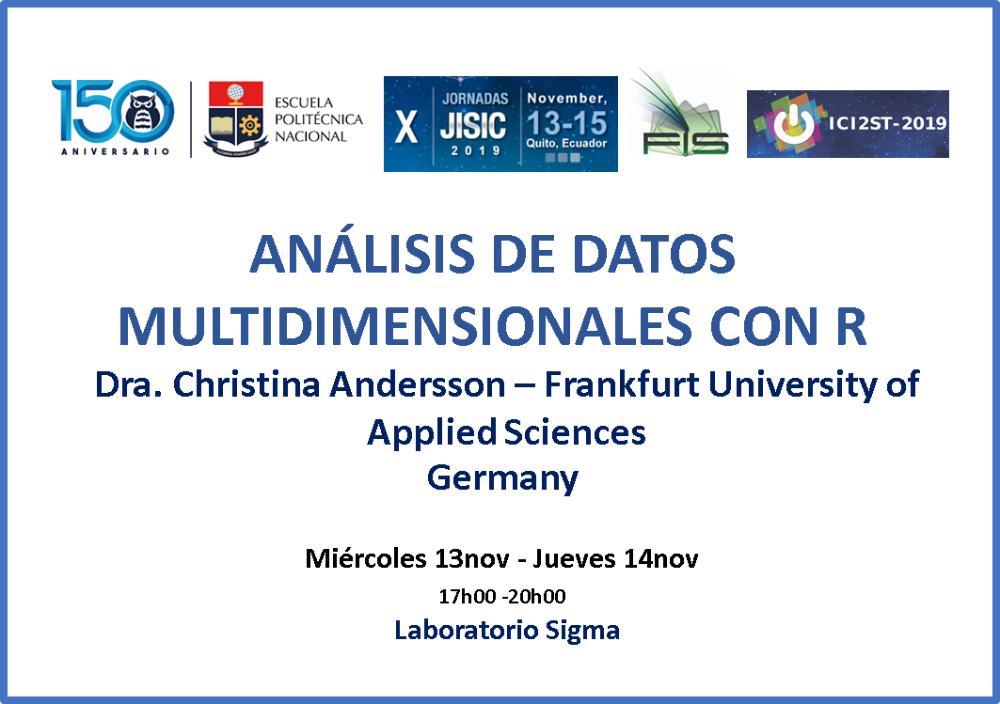 150
ANIVERSARIO
ESCUELA
POLITÉCNICA
NACIONAL
X
JORNADAS
JISIC
2019
November,
13-15
Quito, Ecuador
FIS
ICI2ST-2019
ANÁLISIS DE DATOS
MULTIDIMENSIONALES CON R
Dra. Christina Andersson – Frankfurt University of
Applied Sciences
Germany
Miércoles 13nov - Jueves 14nov
17h00 -20h00
Laboratorio Sigma